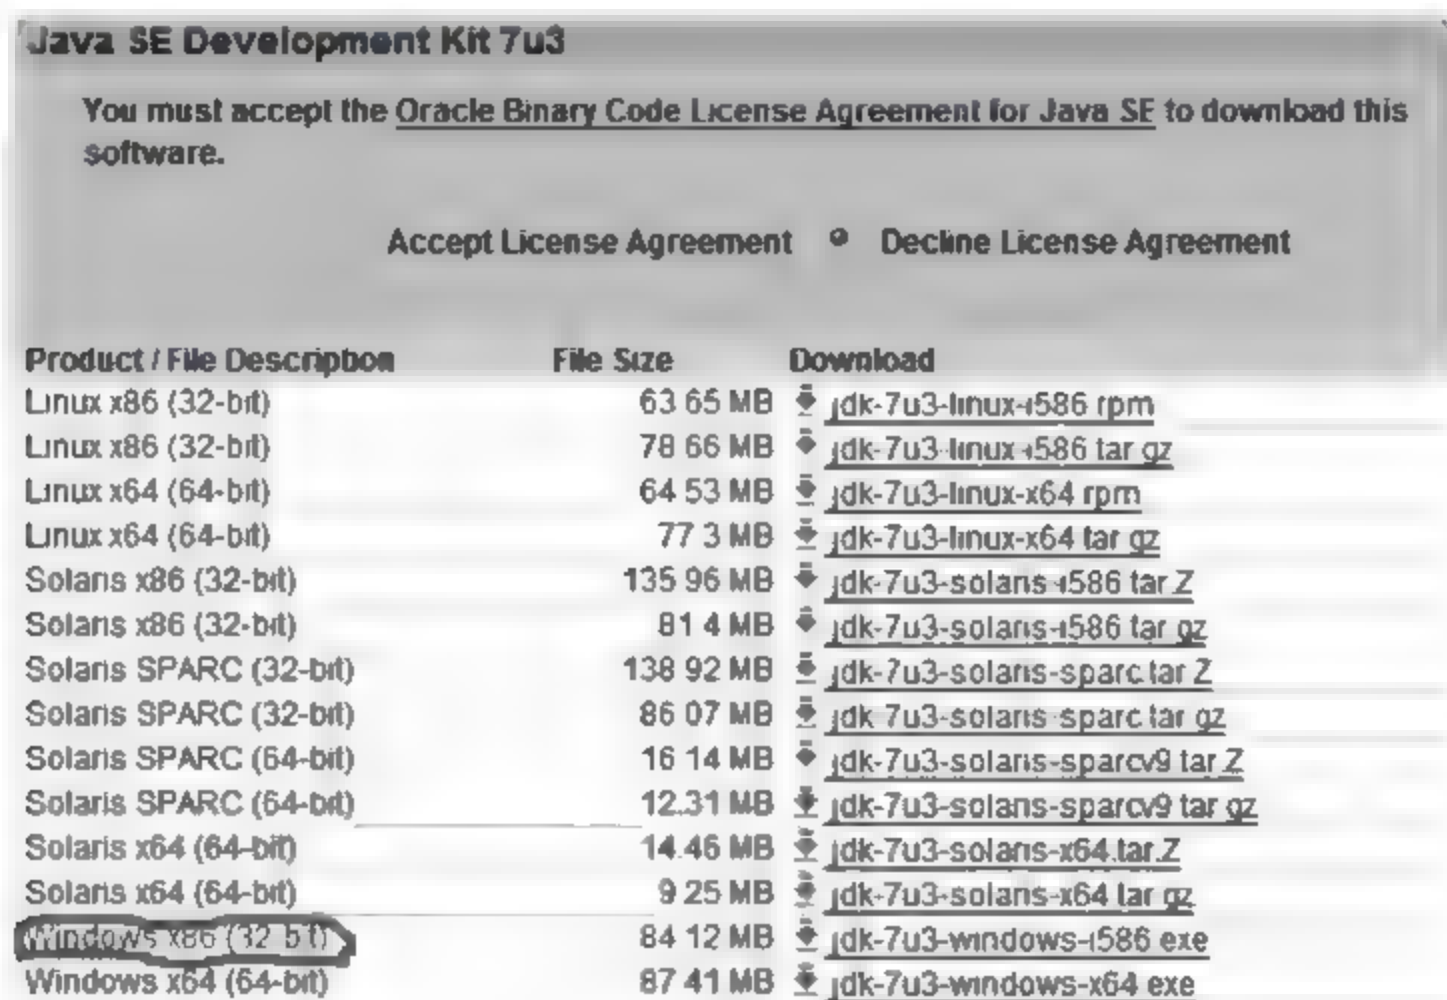 Java SE Development Kit 7u3
You must accept the Oracle Binary Code License Agreement for Java SE to download this
software.
Accept License Agreement Decline License Agreement
Product / File Description File Size Download
Linux x86 (32-bit) 63.65 MB jdk-7u3-linux-i586.rpm
Linux x86 (32-bit) 78.66 MB jdk-7u3-linux-i586.tar.gz
Linux x64 (64-bit) 64.53 MB jdk-7u3-linux-x64.rpm
Linux x64 (64-bit) 77.3 MB jdk-7u3-linux-x64.tar.gz
Solaris x86 (32-bit) 135.96 MB jdk-7u3-solaris-i586.tar.Z
Solaris x86 (32-bit) 81.4 MB jdk-7u3-solaris-i586.tar.gz
Solaris SPARC (32-bit) 138.92 MB jdk-7u3-solaris-sparc.tar.Z
Solaris SPARC (32-bit) 86.07 MB jdk-7u3-solaris-sparc.tar.gz
Solaris SPARC (64-bit) 16.14 MB jdk-7u3-solaris-sparcv9.tar.Z
Solaris SPARC (64-bit) 12.31 MB jdk-7u3-solaris-sparcv9.tar.gz
Solaris x64 (64-bit) 14.46 MB jdk-7u3-solaris-x64.tar.Z
Solaris x64 (64-bit) 9.25 MB jdk-7u3-solaris-x64.tar.gz
Windows x86 (32-bit) 84.12 MB jdk-7u3-windows-i586.exe
Windows x64 (64-bit) 87.41 MB jdk-7u3-windows-x64.exe